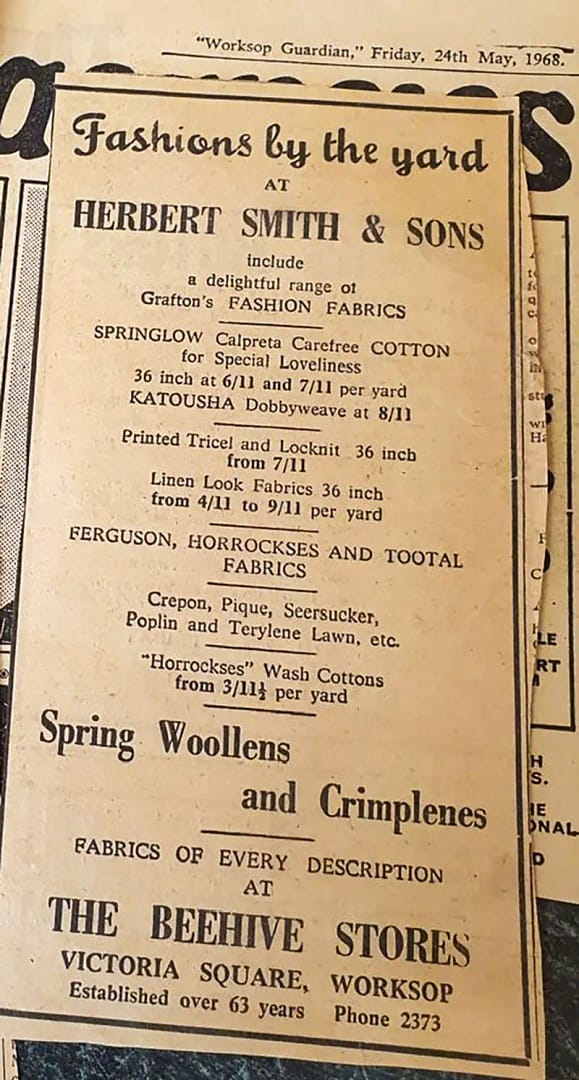 "Worksop Guardian," Friday, 24th May, 1968.
Fashions by the yard
AT
HERBERT SMITH & SONS
include
a delightful range of
Grafton's FASHION FABRICS
SPRINGLOW Calpreta Carefree COTTON
for Special Loveliness
36 inch at 6/11 and 7/11 per yard
KATOUSHA Dobbyweave at 8/11
Printed Tricel and Locknit 36 inch
from 7/11
Linen Look Fabrics 36 inch
from 4/11 to 9/11 per yard
FERGUSON, HORROCKSES AND TOOTAL
FABRICS
Crepon, Pique, Seersucker,
Poplin and Terylene Lawn, etc.
"Horrockses" Wash Cottons
from 3/11½ per yard
Spring Woollens
and Crimplenes
FABRICS OF EVERY DESCRIPTION
AT
THE BEEHIVE STORES
VICTORIA SQUARE, WORKSOP
Established over 63 years Phone 2373